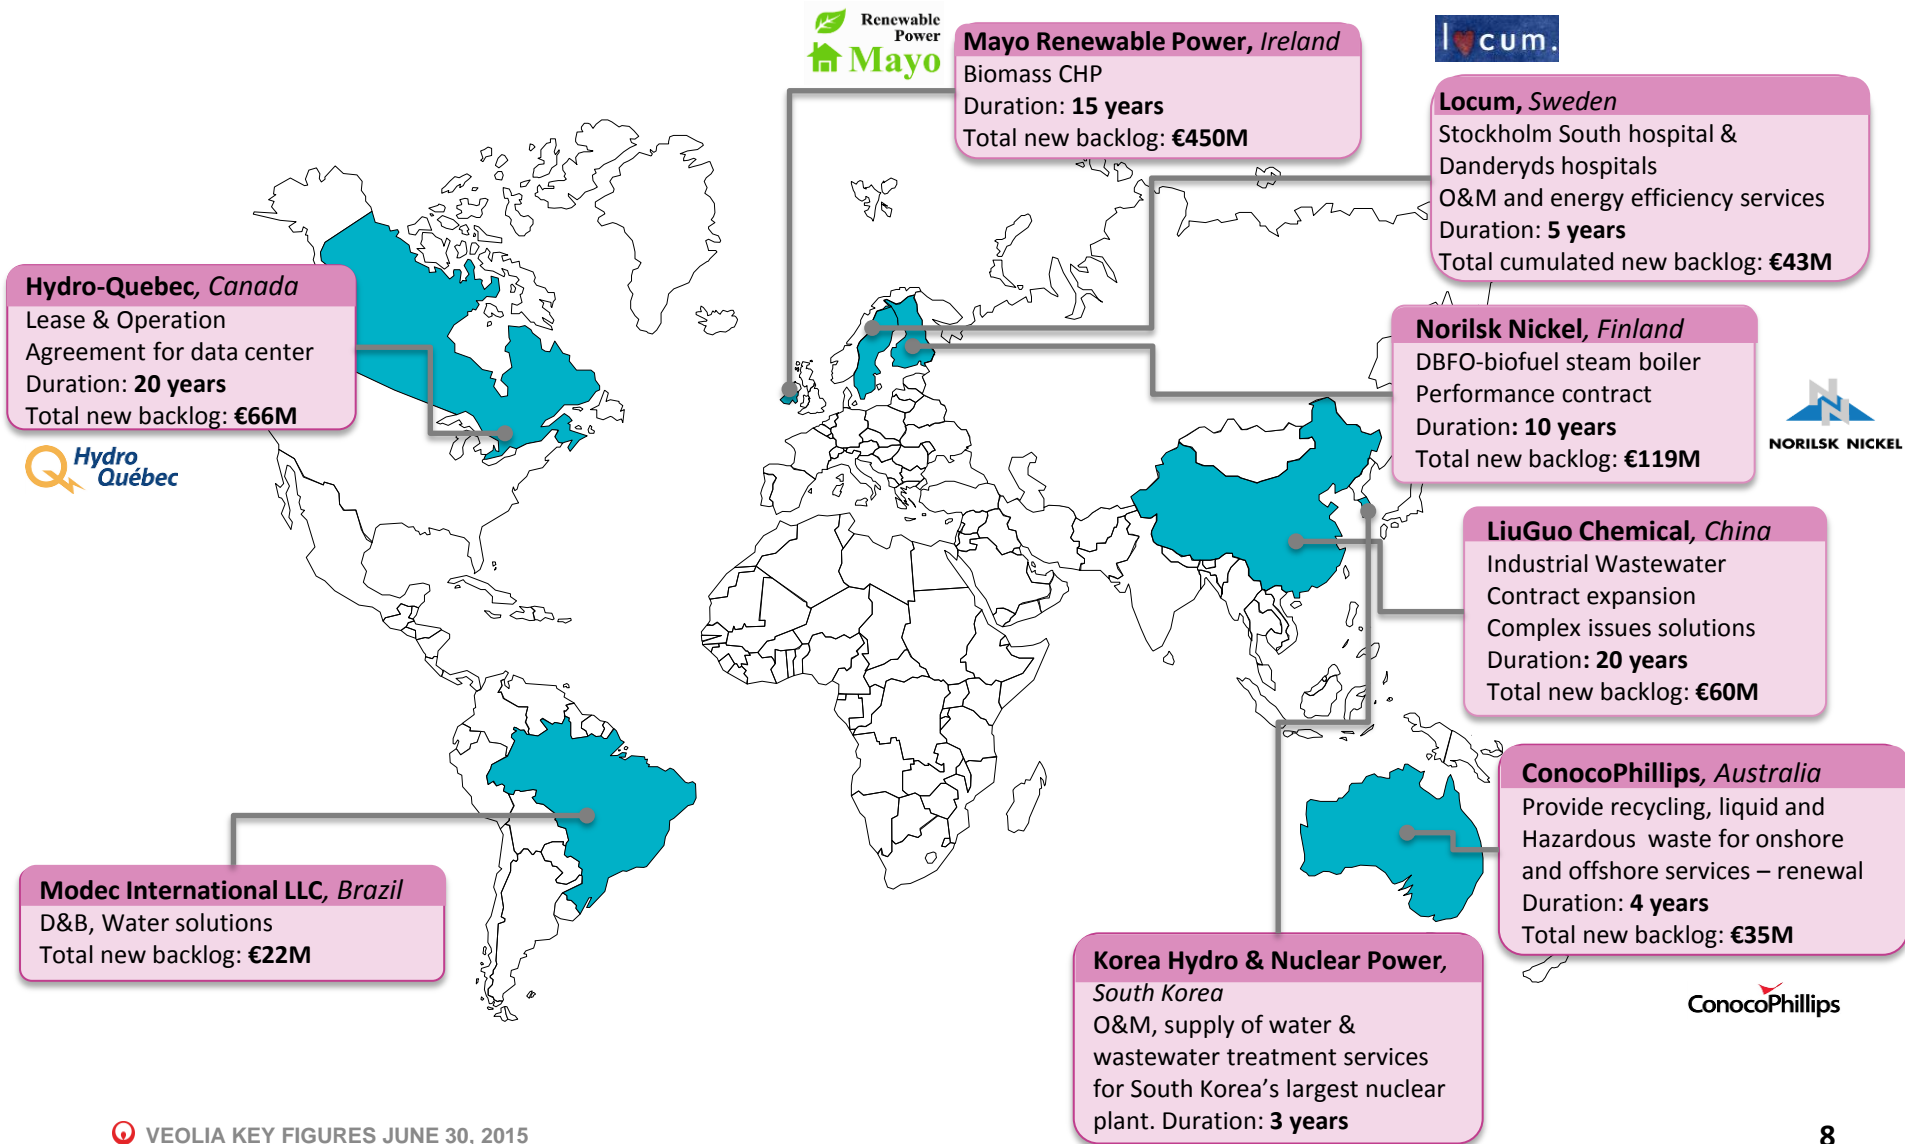 Renewable
Power
Mayo
Mayo Renewable Power, Ireland
Biomass CHP
Duration: 15 years
Total new backlog: €450M
l cum.
Locum, Sweden
Stockholm South hospital &
Danderyds hospitals
O&M and energy efficiency services
Duration: 5 years
Total cumulated new backlog: €43M
Hydro-Quebec, Canada
Lease & Operation
Agreement for data center
Duration: 20 years
Total new backlog: €66M
Hydro
Québec
Norilsk Nickel, Finland
DBFO-biofuel steam boiler
Performance contract
Duration: 10 years
Total new backlog: €119M
NORILSK NICKEL
LiuGuo Chemical, China
Industrial Wastewater
Contract expansion
Complex issues solutions
Duration: 20 years
Total new backlog: €60M
ConocoPhillips, Australia
Provide recycling, liquid and
Hazardous waste for onshore
and offshore services – renewal
Duration: 4 years
Total new backlog: €35M
ConocoPhillips
Modec International LLC, Brazil
D&B, Water solutions
Total new backlog: €22M
Korea Hydro & Nuclear Power,
South Korea
O&M, supply of water &
wastewater treatment services
for South Korea's largest nuclear
plant. Duration: 3 years
VEOLIA KEY FIGURES JUNE 30, 2015
8